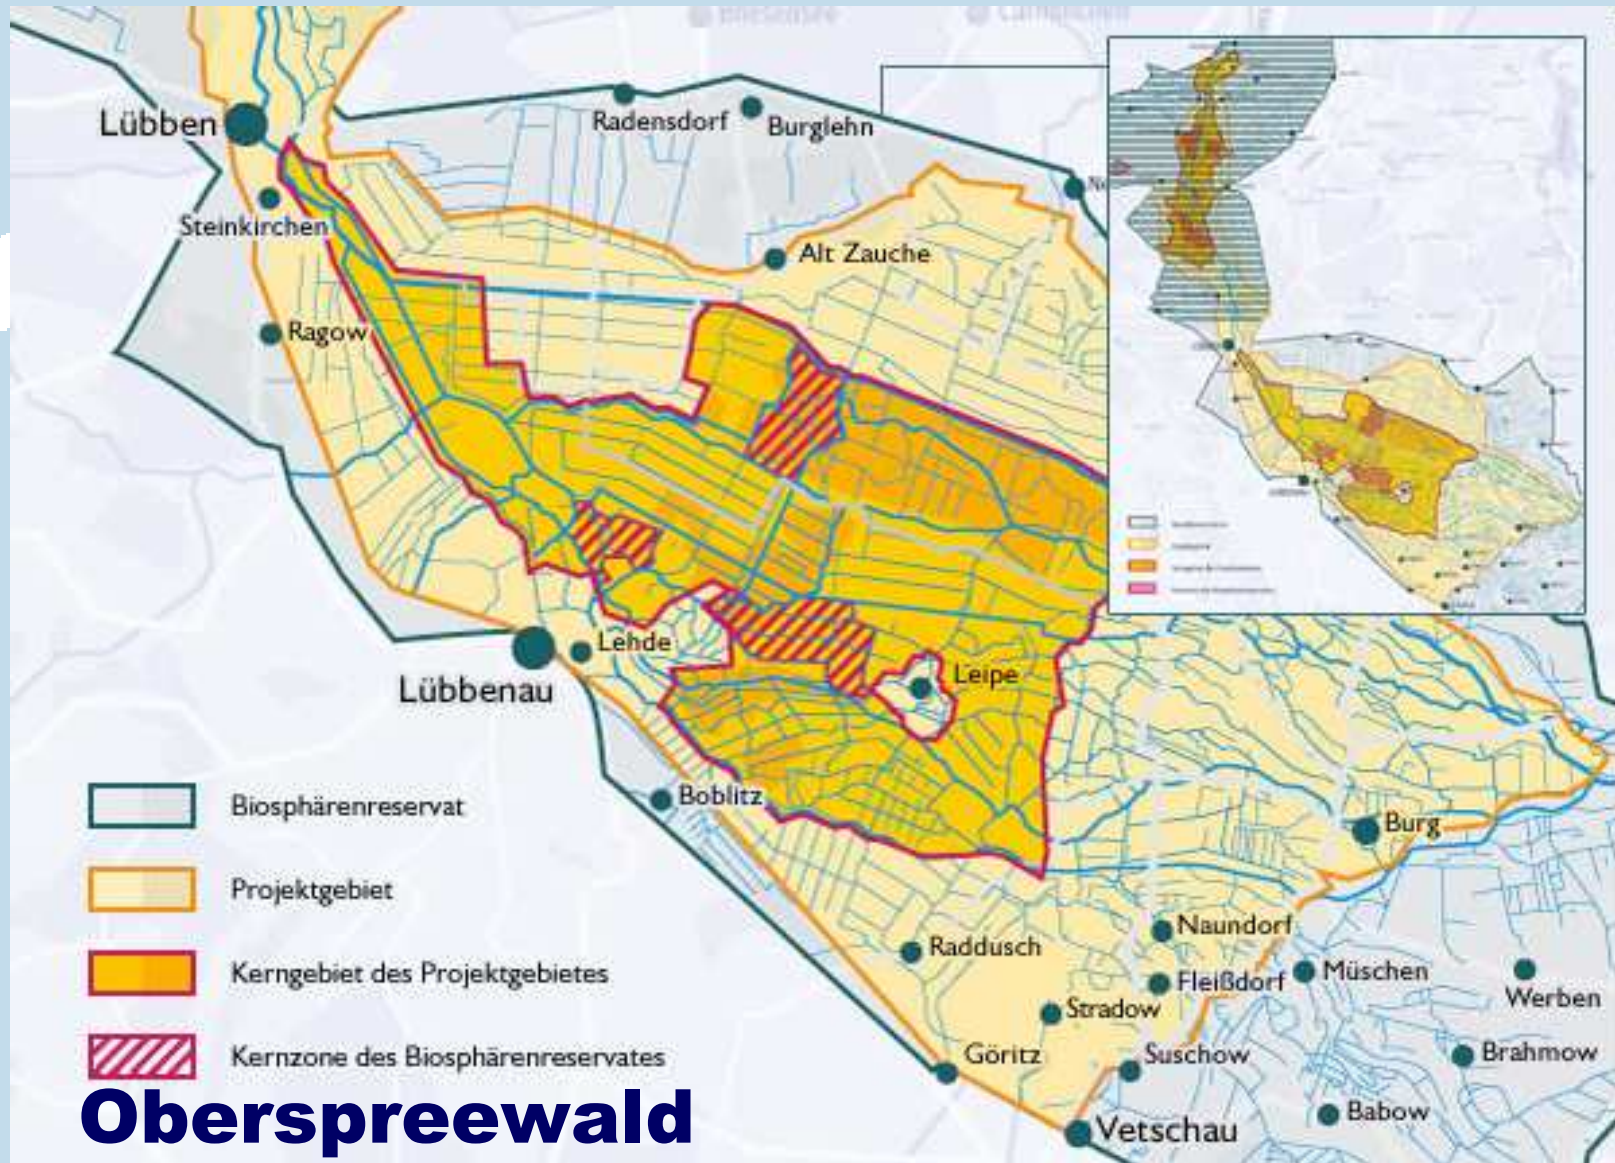 Lübben
Radensdorf
Burglehn
Steinkirchen
Alt Zauche
Ragow
Lehde
Leipe
Lübbenau
Boblitz
Burg
Naundorf
Raddusch
Müschen
Fleißdorf
Werben
Stradow
Göritz
Suschow
Brahmow
Babow
Vetschau
Biosphärenreservat
Projektgebiet
Kerngebiet des Projektgebietes
Kernzone des Biosphärenreservates
Oberspreewald